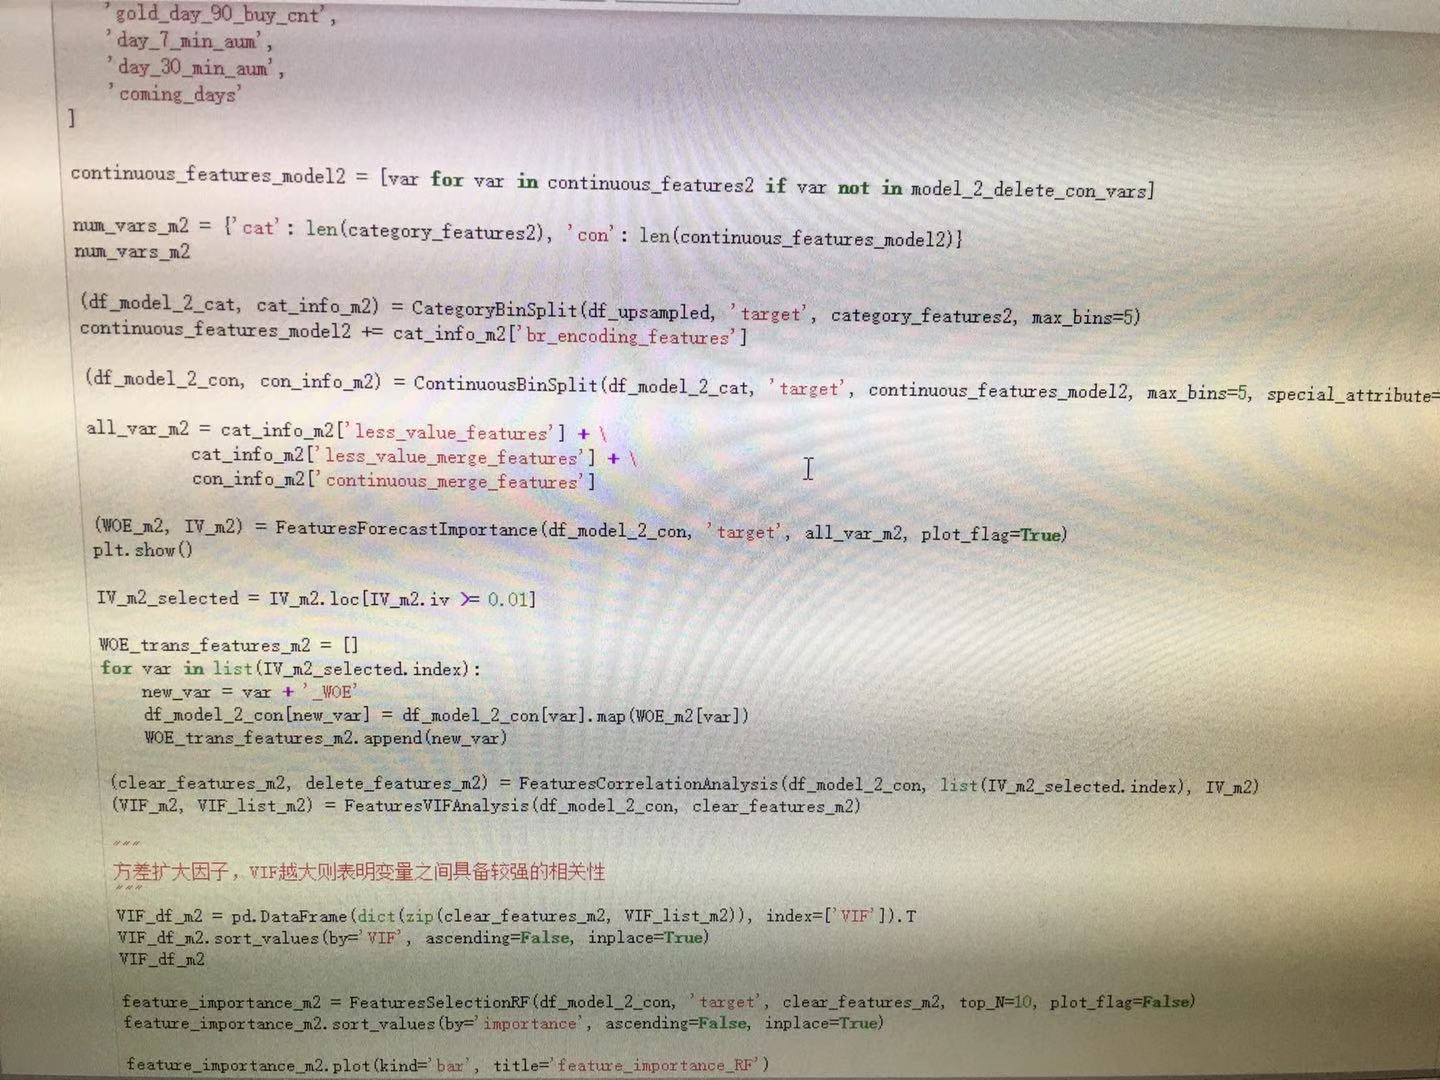 'gold_day_90_buy_cnt',
'day_7_min_aum',
'day_30_min_aum',
'coming_days'
]
continuous_features_model2 = [var for var in continuous_features2 if var not in model_2_delete_con_vars]
num_vars_m2 = {'cat': len(category_features2), 'con': len(continuous_features_model2)}
num_vars_m2
(df_model_2_cat, cat_info_m2) = CategoryBinSplit(df_upsampled, 'target', category_features2, max_bins=5)
continuous_features_model2 += cat_info_m2['br_encoding_features']
(df_model_2_con, con_info_m2) = ContinuousBinSplit(df_model_2_cat, 'target', continuous_features_model2, max_bins=5, special_attribute=
all_var_m2 = cat_info_m2['less_value_features'] + \
cat_info_m2['less_value_merge_features'] + \
con_info_m2['continuous_merge_features']
(WOE_m2, IV_m2) = FeaturesForecastImportance(df_model_2_con, 'target', all_var_m2, plot_flag=True)
plt.show()
IV_m2_selected = IV_m2.loc[IV_m2.iv >= 0.01]
WOE_trans_features_m2 = []
for var in list(IV_m2_selected.index):
new_var = var + '_WOE'
df_model_2_con[new_var] = df_model_2_con[var].map(WOE_m2[var])
WOE_trans_features_m2.append(new_var)
(clear_features_m2, delete_features_m2) = FeaturesCorrelationAnalysis(df_model_2_con, list(IV_m2_selected.index), IV_m2)
(VIF_m2, VIF_list_m2) = FeaturesVIFAnalysis(df_model_2_con, clear_features_m2)
"""
方差扩大因子，VIF越大则表明变量之间具备较强的相关性
"""
VIF_df_m2 = pd.DataFrame(dict(zip(clear_features_m2, VIF_list_m2)), index=['VIF']).T
VIF_df_m2.sort_values(by='VIF', ascending=False, inplace=True)
VIF_df_m2
feature_importance_m2 = FeaturesSelectionRF(df_model_2_con, 'target', clear_features_m2, top_N=10, plot_flag=False)
feature_importance_m2.sort_values(by='importance', ascending=False, inplace=True)
feature_importance_m2.plot(kind='bar', title='feature_importance_RF')